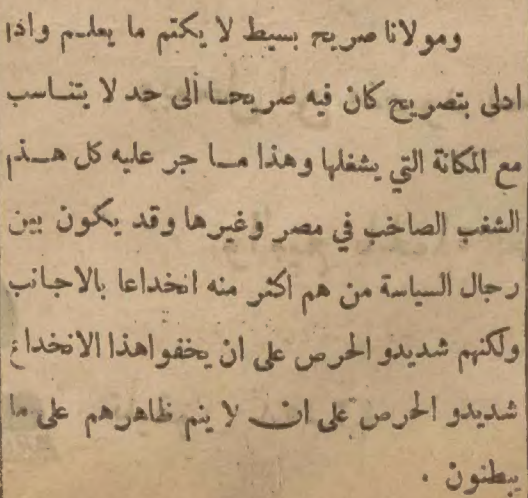 ومولانا صريح بسيط لا يكتم ما يعلم واذا
ادلى بتصريح كان فيه صريحا ألى حد لا يتناسب
مع المكانة التي يشغلها وهذا ما جر عليه كل هذه
الشغب الصاخب في مصر وغيرها وقد يكون بين
رجال السياسة من هم اكثر منه انخداعا بالاجانب
ولكنهم شديدو الحرص على ان يخفوا هذا الانخداع
شديدو الحرص على ان لا ينم ظاهرهم على ما
يبطنون .